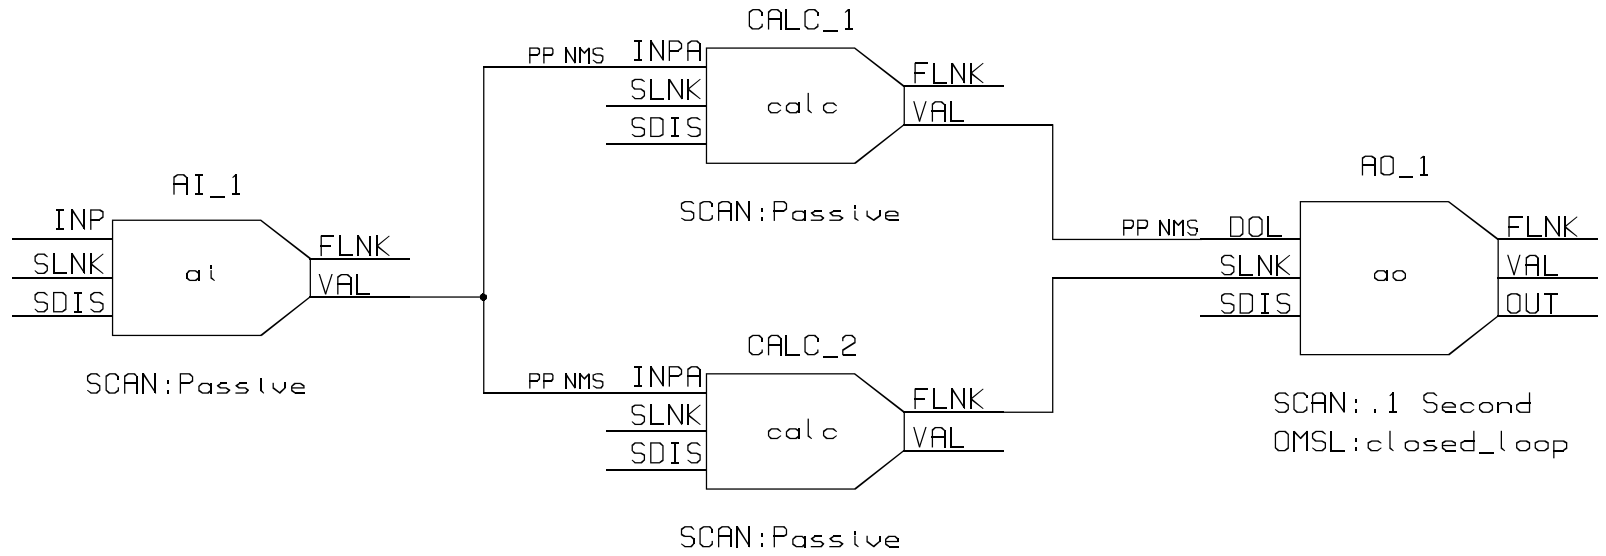 CALC_1
PP NMS INPA
SLNK
SDIS
calc
FLNK
VAL
SCAN:Passive
AI_1
INP
SLNK
SDIS
ai
FLNK
VAL
SCAN:Passive
CALC_2
PP NMS INPA
SLNK
SDIS
calc
FLNK
VAL
SCAN:Passive
AO_1
PP NMS DOL
SLNK
SDIS
ao
FLNK
VAL
OUT
SCAN:.1 Second
OMSL:closed_loop